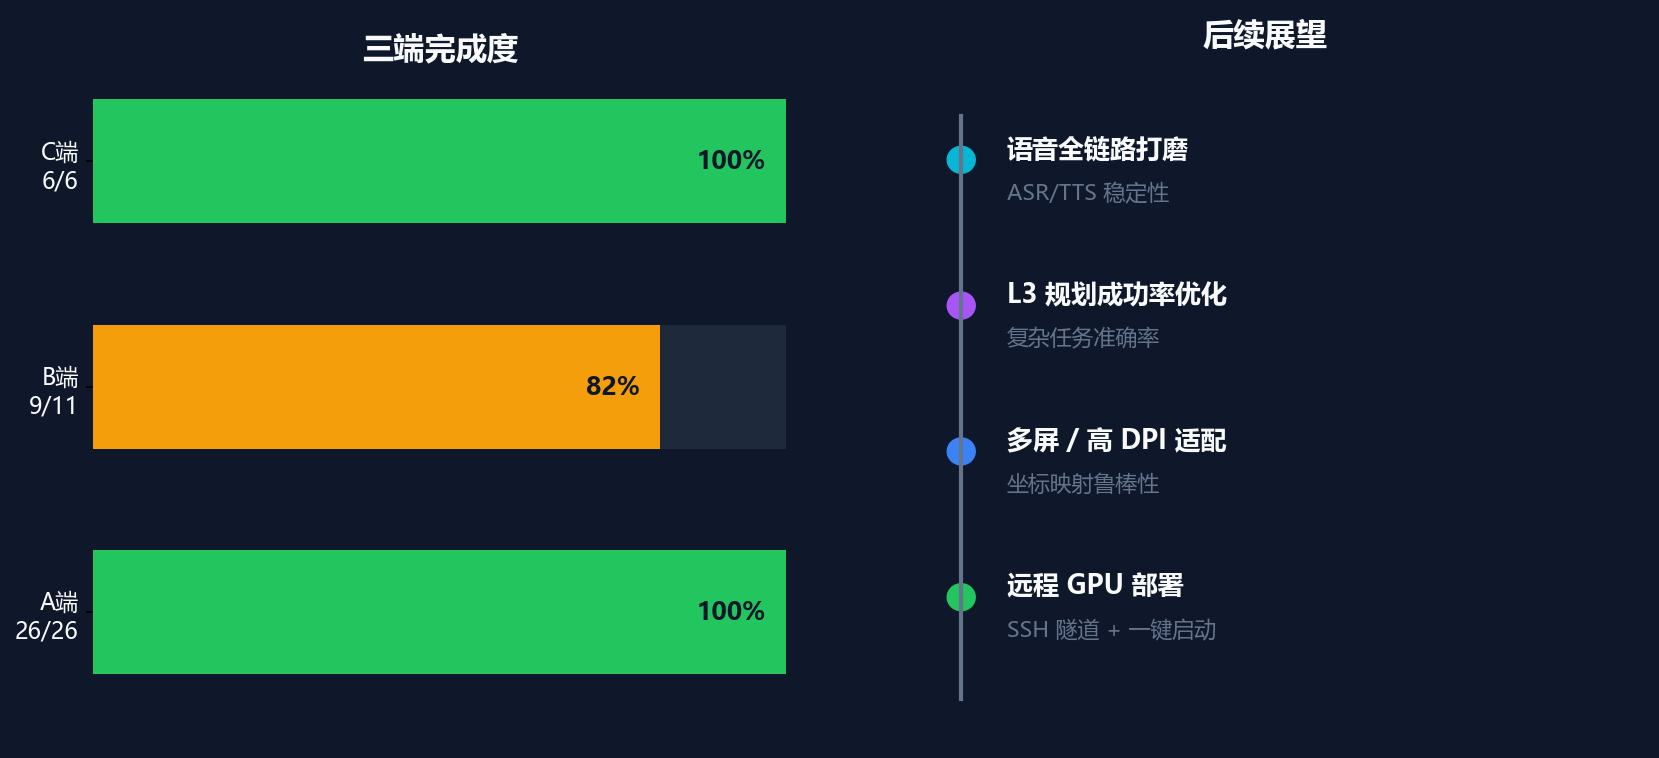 三端完成度
C端
6/6
100%
B端
9/11
82%
A端
26/26
100%
后续展望
语音全链路打磨
ASR/TTS 稳定性
L3 规划成功率优化
复杂任务准确率
多屏 / 高 DPI 适配
坐标映射鲁棒性
远程 GPU 部署
SSH 隧道 + 一键启动